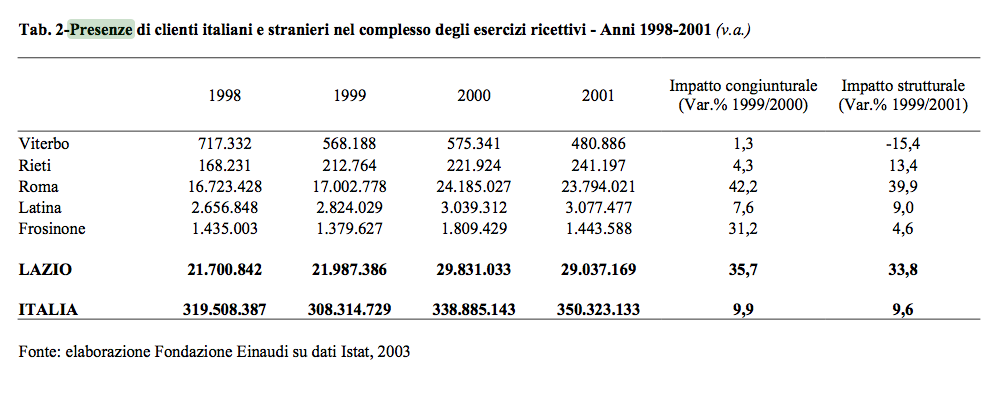 Tab. 2-Presenze di clienti italiani e stranieri nel complesso degli esercizi ricettivi - Anni 1998-2001 (v.a.)
1998 1999 2000 2001 Impatto congiunturale (Var.% 1999/2000) Impatto strutturale (Var.% 1999/2001)
Viterbo 717.332 568.188 575.341 480.886 1,3 -15,4
Rieti 168.231 212.764 221.924 241.197 4,3 13,4
Roma 16.723.428 17.002.778 24.185.027 23.794.021 42,2 39,9
Latina 2.656.848 2.824.029 3.039.312 3.077.477 7,6 9,0
Frosinone 1.435.003 1.379.627 1.809.429 1.443.588 31,2 4,6
LAZIO 21.700.842 21.987.386 29.831.033 29.037.169 35,7 33,8
ITALIA 319.508.387 308.314.729 338.885.143 350.323.133 9,9 9,6
Fonte: elaborazione Fondazione Einaudi su dati Istat, 2003